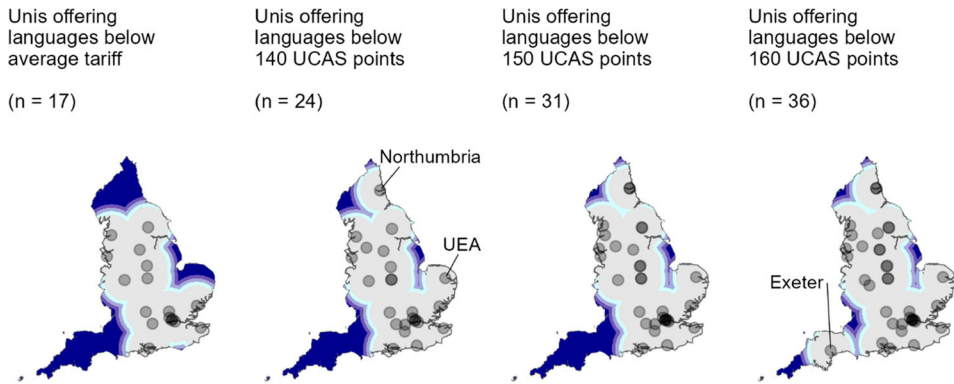 Unis offering
languages below
average tariff
(n = 17)
Unis offering
languages below
140 UCAS points
(n = 24)
Northumbria
UEA
Unis offering
languages below
150 UCAS points
(n = 31)
Unis offering
languages below
160 UCAS points
(n = 36)
Exeter